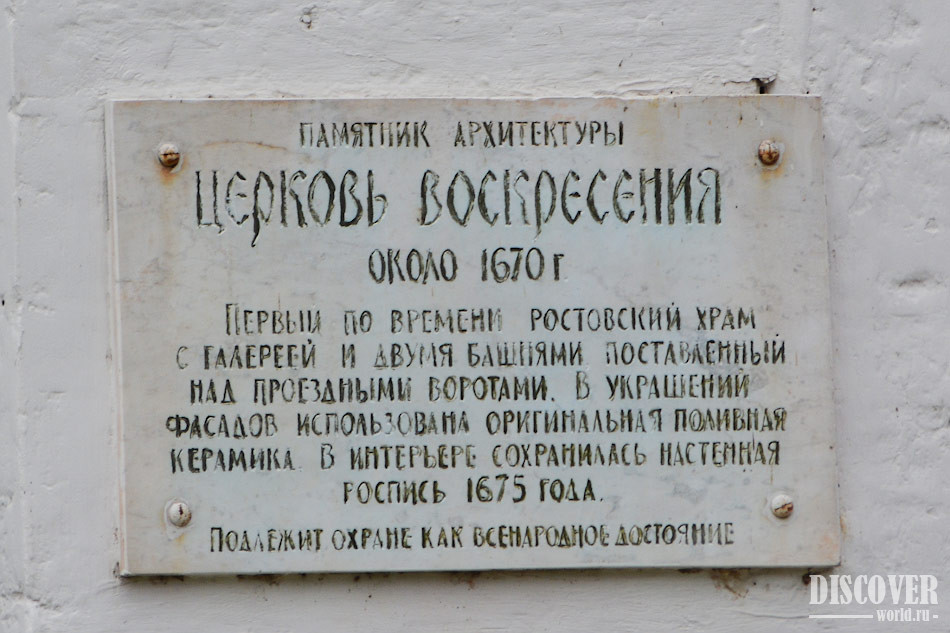 ПАМЯТНИК АРХИТЕКТУРЫ
ЦЕРКОВЬ ВОСКРЕСЕНИЯ
ОКОЛО 1670 г.
ПЕРВЫЙ ПО ВРЕМЕНИ РОСТОВСКИЙ ХРАМ
С ГАЛЕРЕЕЙ И ДВУМЯ БАШНЯМИ, ПОСТАВЛЕННЫЙ
НАД ПРОЕЗДНЫМИ ВОРОТАМИ. В УКРАШЕНИИ
ФАСАДОВ ИСПОЛЬЗОВАНА ОРИГИНАЛЬНАЯ ПОЛИВНАЯ
КЕРАМИКА. В ИНТЕРЬЕРЕ СОХРАНИЛАСЬ НАСТЕННАЯ
РОСПИСЬ 1675 ГОДА.
ПОДЛЕЖИТ ОХРАНЕ КАК ВСЕНАРОДНОЕ ДОСТОЯНИЕ
DISCOVER
world.ru